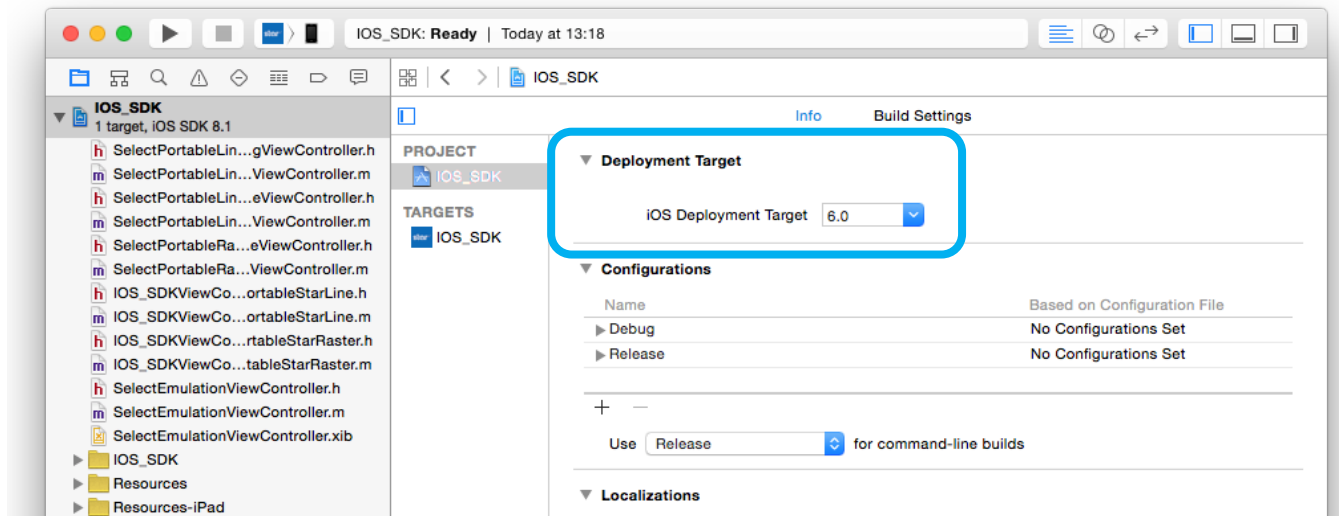 IOS_SDK: Ready | Today at 13:18
IOS_SDK
IOS_SDK
1 target, iOS SDK 8.1
h SelectPortableLin...gViewController.h
m SelectPortableLin...ViewController.m
h SelectPortableLin...eViewController.h
m SelectPortableLin...ViewController.m
h SelectPortableRa...eViewController.h
m SelectPortableRa...ViewController.m
h IOS_SDKViewCo...ortableStarLine.h
m IOS_SDKViewCo...ortableStarLine.m
h IOS_SDKViewCo...rtableStarRaster.h
m IOS_SDKViewCo...tableStarRaster.m
h SelectEmulationViewController.h
m SelectEmulationViewController.m
SelectEmulationViewController.xib
IOS_SDK
Resources
Resources-iPad
Info Build Settings
PROJECT
IOS_SDK
TARGETS
star IOS_SDK
Deployment Target
iOS Deployment Target 6.0
Configurations
Name Based on Configuration File
Debug No Configurations Set
Release No Configurations Set
+ −
Use Release for command-line builds
Localizations